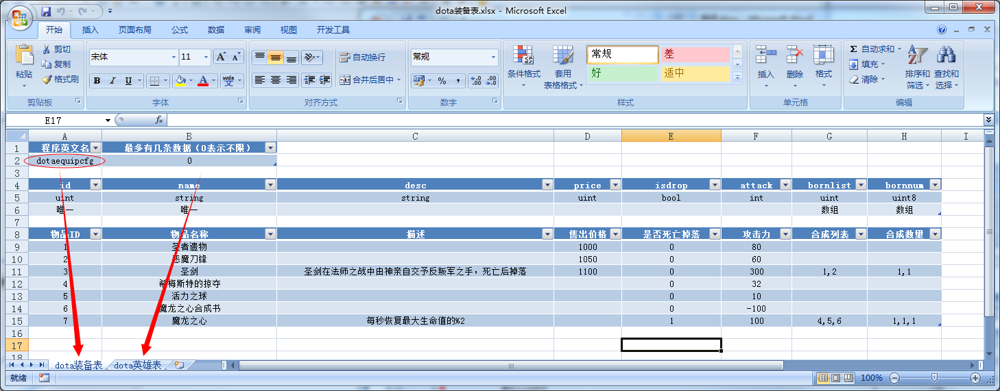 dota装备表.xlsx - Microsoft Excel
开始 插入 页面布局 公式 数据 审阅 视图 开发工具
粘贴 剪切 复制 格式刷
宋体 11
B I U A wén 文
自动换行
合并后居中
常规
% ,
条件格式 套用表格格式
常规 差
好 适中
插入 删除 格式
Σ 自动求和 填充 清除
排序和筛选 查找和选择
剪贴板 字体 对齐方式 数字 样式 单元格 编辑
E17 fx
A B C D E F G H I
1 程序英文名 最多有几条数据（0表示不限）
2 dotaequipcfg 0
3
4 id name desc price isdrop attack bornlist bornnum
5 uint string string uint bool int uint uint8
6 唯一 唯一 数组 数组
7
8 物品ID 物品名称 描述 售出价格 是否死亡掉落 攻击力 合成列表 合成数量
9 1 圣者遗物 1000 0 80
10 2 恶魔刀锋 1050 0 60
11 3 圣剑 圣剑在法师之战中由神亲自交予反叛军之手，死亡后掉落 1100 0 300 1,2 1,1
12 4 希梅斯特的掠夺 0 32
13 5 活力之球 0 10
14 6 魔龙之心合成书 0 -100
15 7 魔龙之心 每秒恢复最大生命值的%2 1 100 4,5,6 1,1,1
16
17
18
dota装备表 dota英雄表
就绪 100%